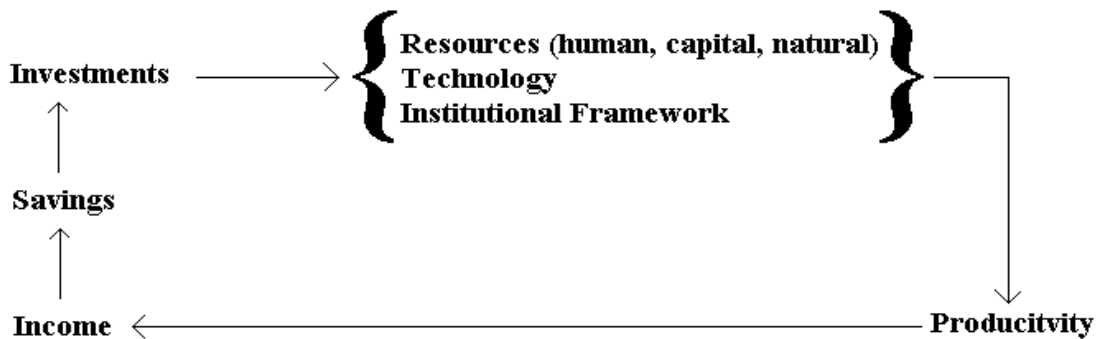 Resources (human, capital, natural)
Investments
Technology
Institutional Framework
Savings
Income
Producitvity